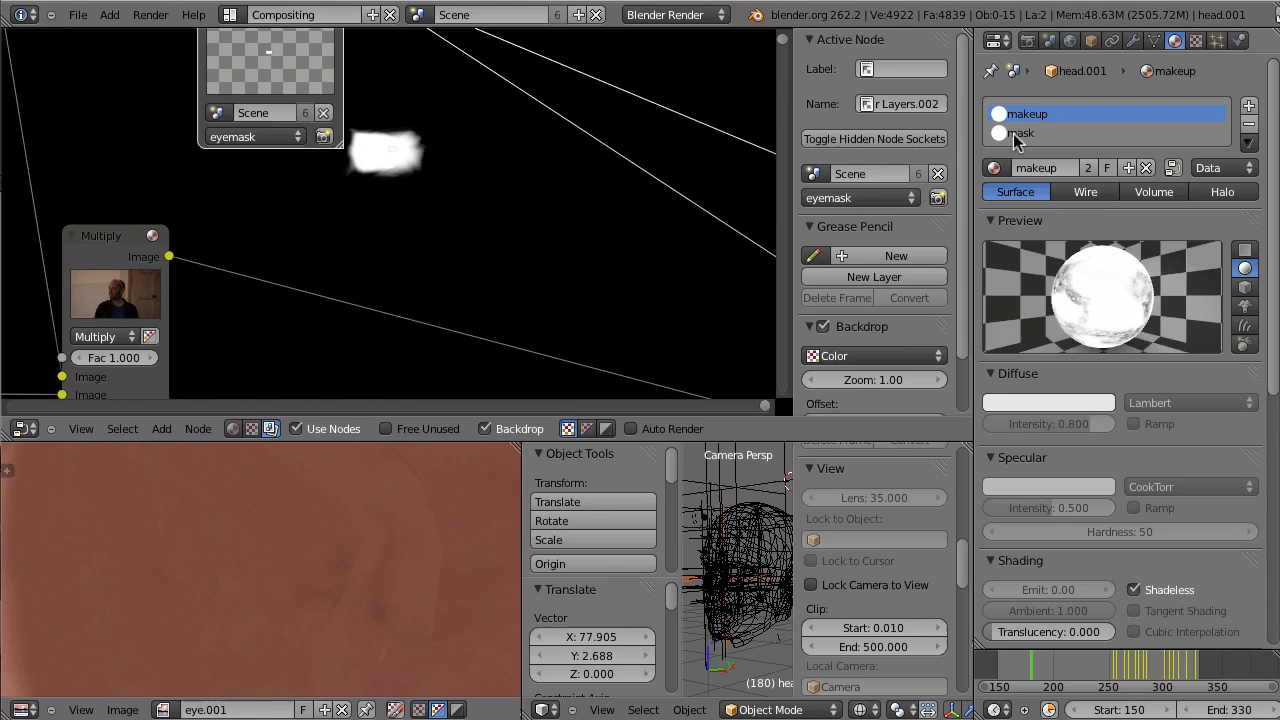 File Add Render Help Compositing Scene 6 Blender Render blender.org 262.2 | Ve:4922 | Fa:4839 | Ob:0-15 | La:2 | Mem:48.63M (2505.72M) | head.001
Scene 6
eyemask
Multiply
Image
Multiply
Fac 1.000
Image
Image
View Select Add Node Use Nodes Free Unused Backdrop Auto Render
Active Node
Label:
Name: r Layers.002
Toggle Hidden Node Sockets
Scene 6
eyemask
Grease Pencil
New
New Layer
Delete Frame Convert
Backdrop
Color
Zoom: 1.00
Offset:
head.001 makeup
makeup
mask
makeup 2 F Data
Surface Wire Volume Halo
Preview
Diffuse
Lambert
Intensity: 0.800 Ramp
Specular
CookTorr
Intensity: 0.500 Ramp
Hardness: 50
Shading
Emit: 0.00 Shadeless
Ambient: 1.000 Tangent Shading
Translucency: 0.000 Cubic Interpolation
Object Tools
Transform:
Translate
Rotate
Scale
Origin
Translate
Vector
X: 77.905
Y: 2.688
Z: 0.000
Camera Persp
(180) hea
Delete Frame Convert
View
Lens: 35.000
Lock to Object:
Lock to Cursor
Lock Camera to View
Clip:
Start: 0.010
End: 500.000
Local Camera:
Camera
View Image eye.001 F
View Select Object Object Mode
150 200 250 300 350
Start: 150 End: 330